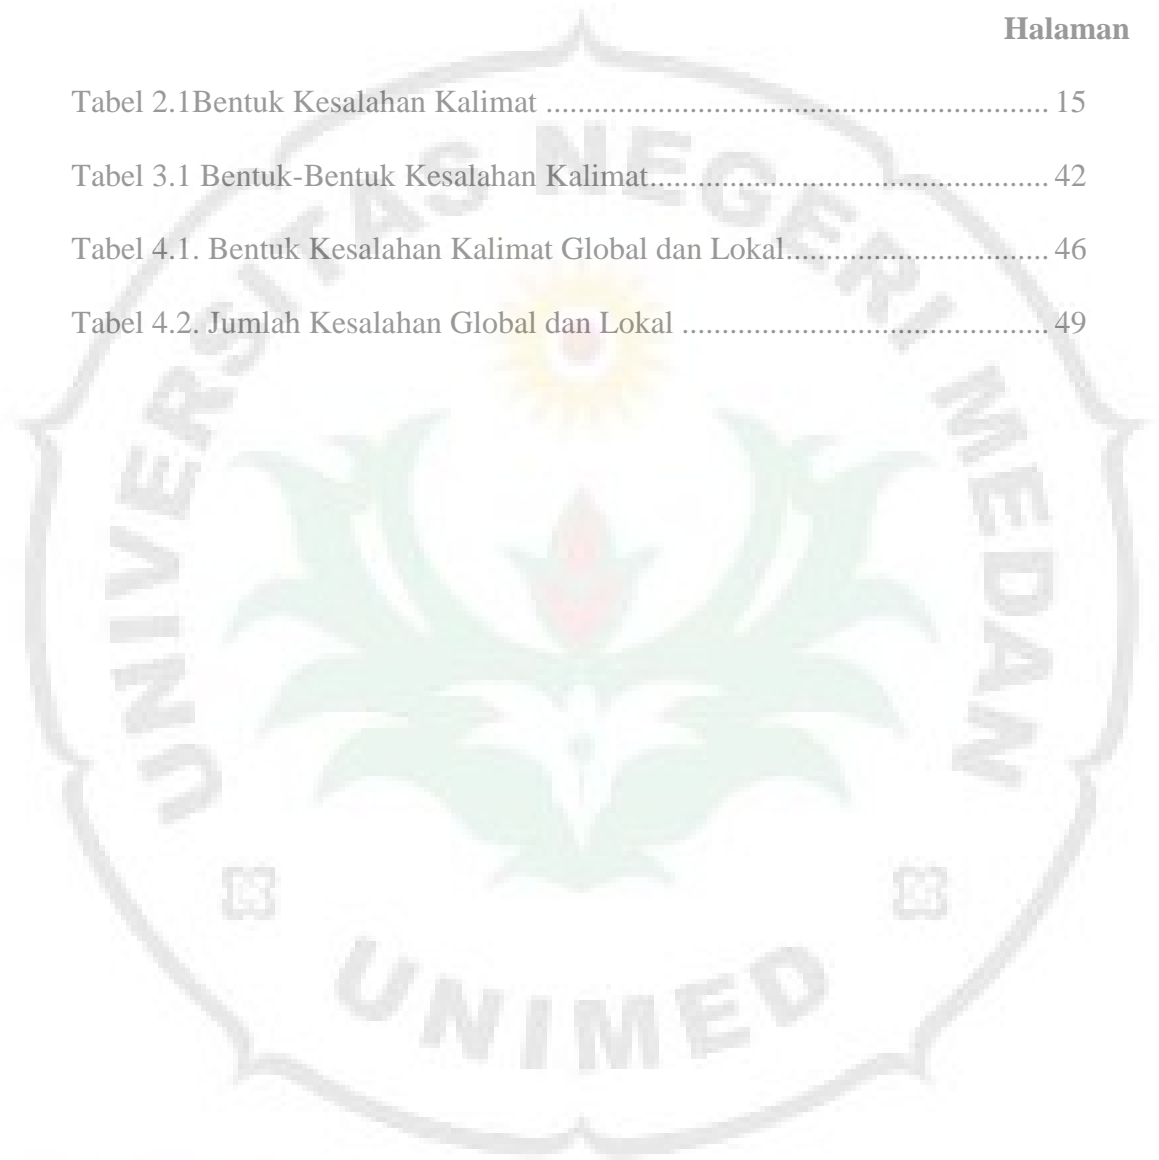 Halaman
Tabel 2.1Bentuk Kesalahan Kalimat ............................................................... 15
Tabel 3.1 Bentuk-Bentuk Kesalahan Kalimat.................................................. 42
Tabel 4.1. Bentuk Kesalahan Kalimat Global dan Lokal................................. 46
Tabel 4.2. Jumlah Kesalahan Global dan Lokal .............................................. 49
UNIVERSITAS NEGERI MEDAN
UNIMED